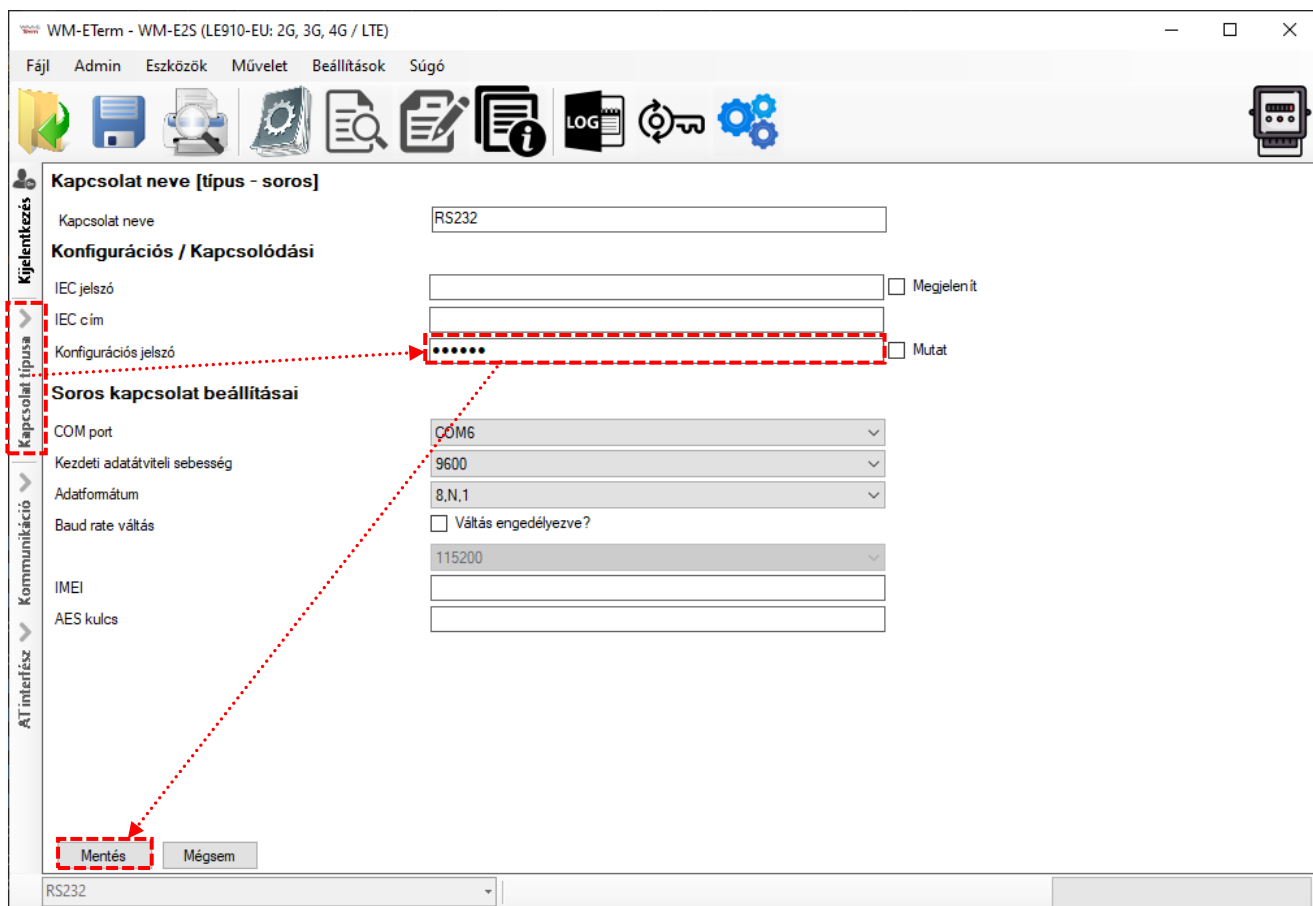 WM-ETerm - WM-E2S (LE910-EU: 2G, 3G, 4G / LTE)
Fájl Admin Eszközök Művelet Beállítások Súgó
LOG
Kijelentkezés
Kapcsolat típusa
Kommunikáció
AT interfész
Kapcsolat neve [típus - soros]
Kapcsolat neve RS232
Konfigurációs / Kapcsolódási
IEC jelszó Megjelenít
IEC cím
Konfigurációs jelszó •••••• Mutat
Soros kapcsolat beállításai
COM port COM6
Kezdeti adatátviteli sebesség 9600
Adatformátum 8,N,1
Baud rate váltás Váltás engedélyezve?
115200
IMEI
AES kulcs
Mentés Mégsem
RS232